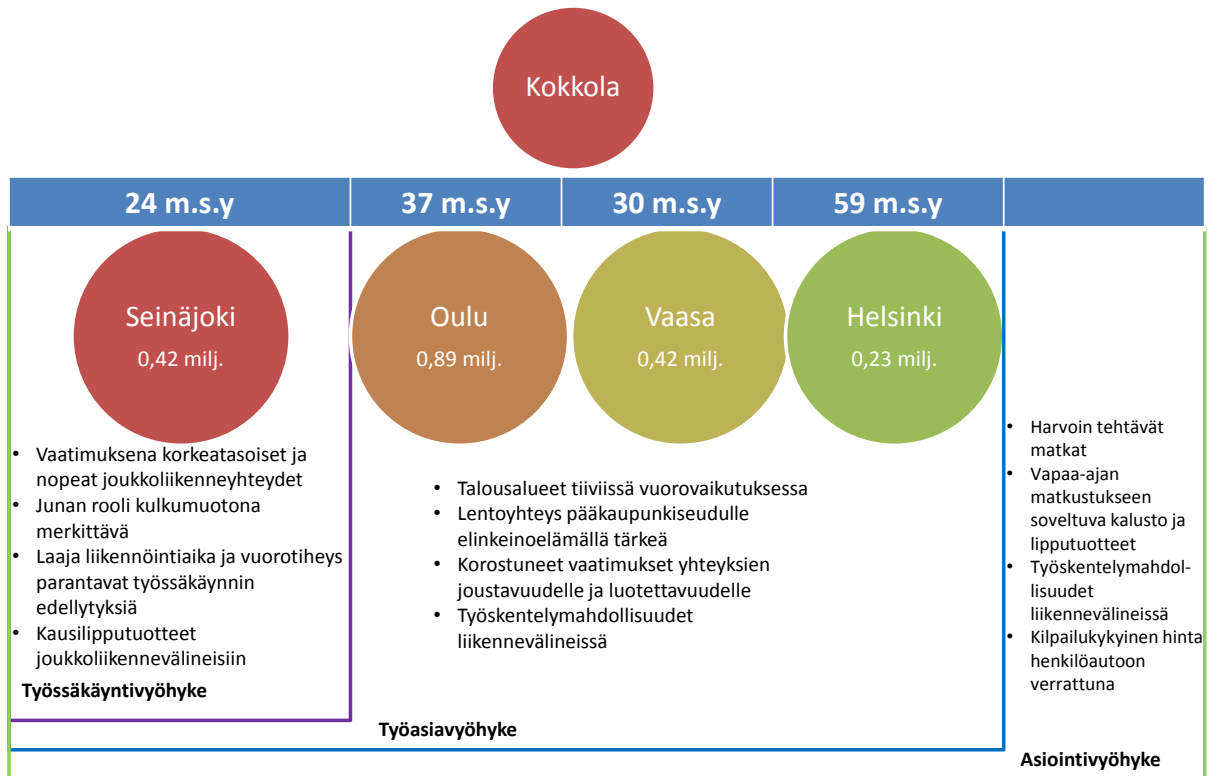 Kokkola
24 m.s.y
37 m.s.y
30 m.s.y
59 m.s.y
Seinäjoki
0,42 milj.
Oulu
0,89 milj.
Vaasa
0,42 milj.
Helsinki
0,23 milj.
• Vaatimuksena korkeatasoiset ja
nopeat joukkoliikenneyhteydet
• Junan rooli kulkumuotona
merkittävä
• Laaja liikennöintiaika ja vuorotiheys
parantavat työssäkäynnin
edellytyksiä
• Kausilipputuotteet
joukkoliikennevälineisiin
Työssäkäyntivyöhyke
• Talousalueet tiiviissä vuorovaikutuksessa
• Lentoyhteys pääkaupunkiseudulle
elinkeinoelämällä tärkeä
• Korostuneet vaatimukset yhteyksien
joustavuudelle ja luotettavuudelle
• Työskentelymahdollisuudet
liikennevälineissä
Työasiavyöhyke
• Harvoin tehtävät
matkat
• Vapaa-ajan
matkustukseen
soveltuva kalusto ja
lipputuotteet
• Työskentelymahdol-
lisuudet
liikennevälineissä
• Kilpailukykyinen hinta
henkilöautoon
verrattuna
Asiointivyöhyke